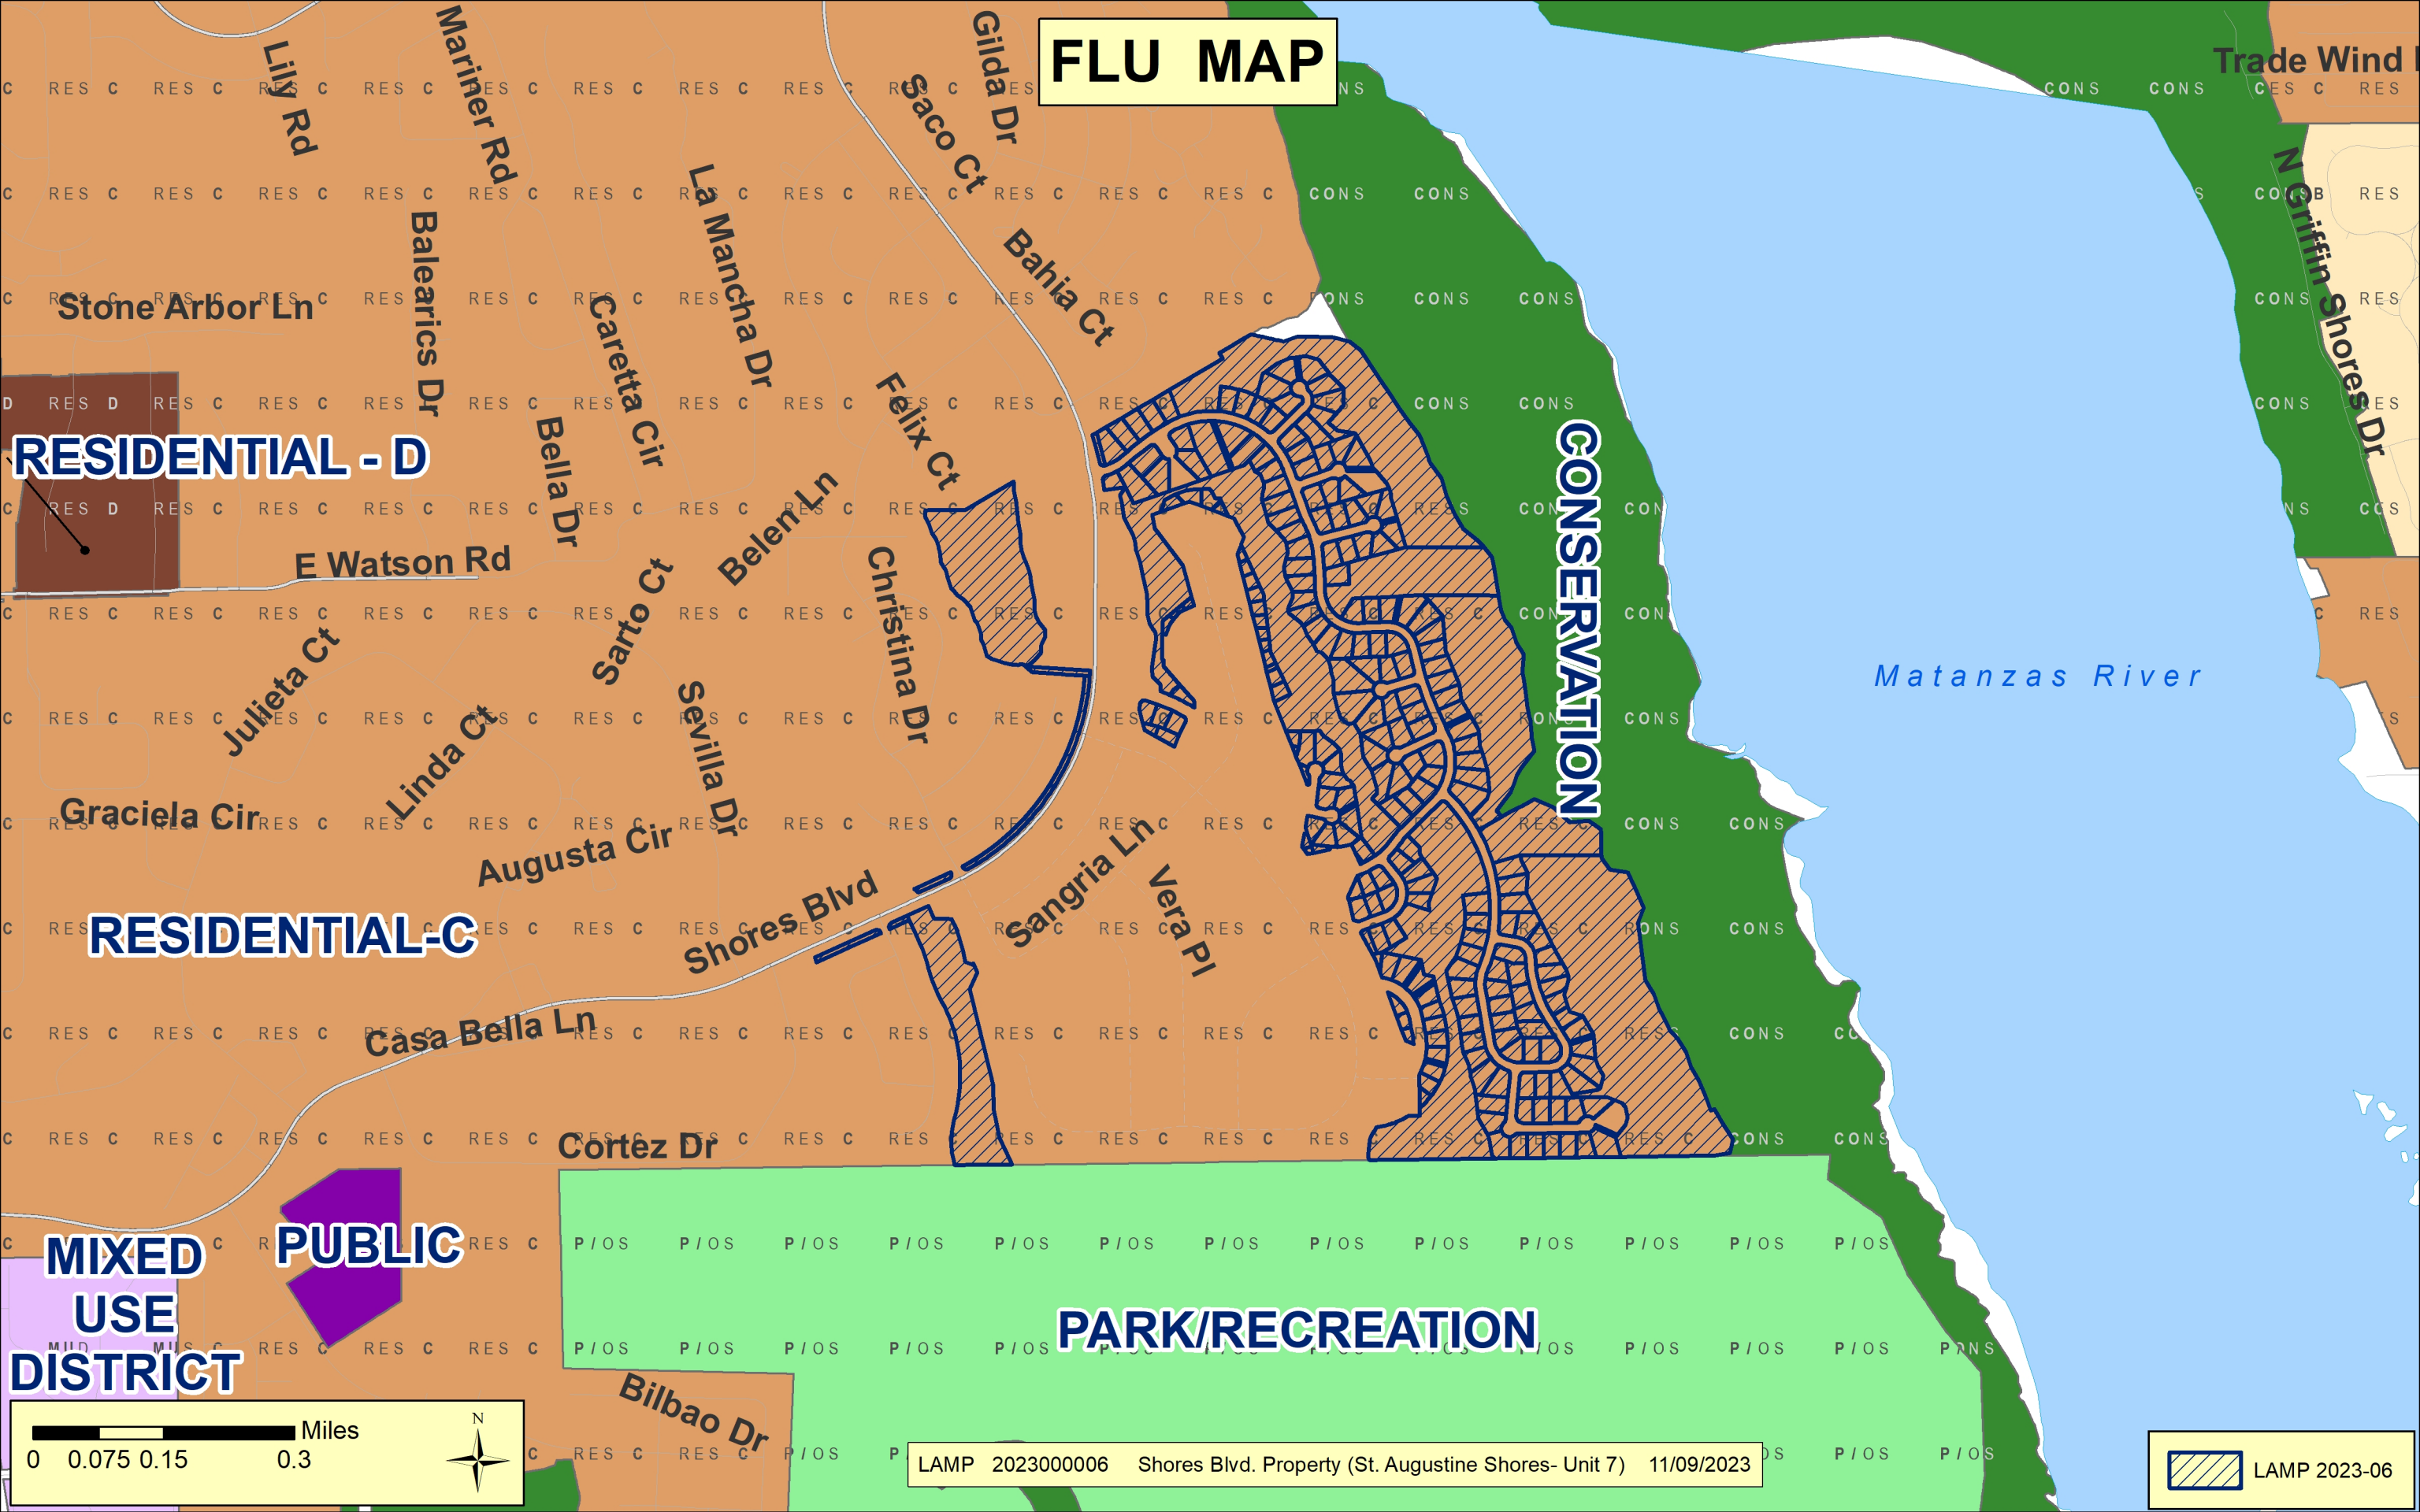 FLU MAP
Gilda Dr
Mariner Rd
Lily Rd
Saco Ct
Trade Wind
La Mancha Dr
N Griffin Shores Dr
Balearics Dr
Bahia Ct
Stone Arbor Ln
Caretta Cir
Felix Ct
RESIDENTIAL - D
Bella Dr
Belen Ln
CONSERVATION
E Watson Rd
Sarto Ct
Christina Dr
Julieta Ct
Matanzas River
Linda Ct
Sevilla Dr
Graciela Cir
Augusta Cir
Sangria Ln
Vera Pl
Shores Blvd
RESIDENTIAL-C
Casa Bella Ln
Cortez Dr
PUBLIC
MIXED
USE
DISTRICT
PARK/RECREATION
Bilbao Dr
RES C
RES D
CONS
P/OS
MUD
Miles
0 0.075 0.15 0.3
N
LAMP 2023000006 Shores Blvd. Property (St. Augustine Shores- Unit 7) 11/09/2023
LAMP 2023-06